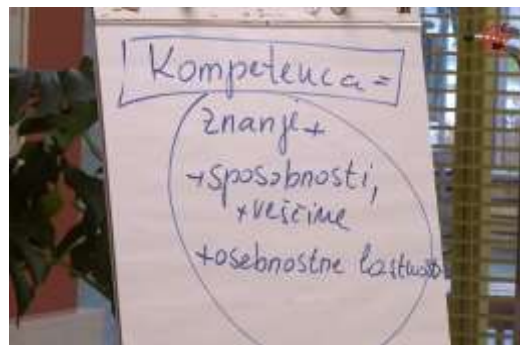 Kompetenca=
znanje+
+sposobnosti,
+veščine
+osebnostne lastnosti